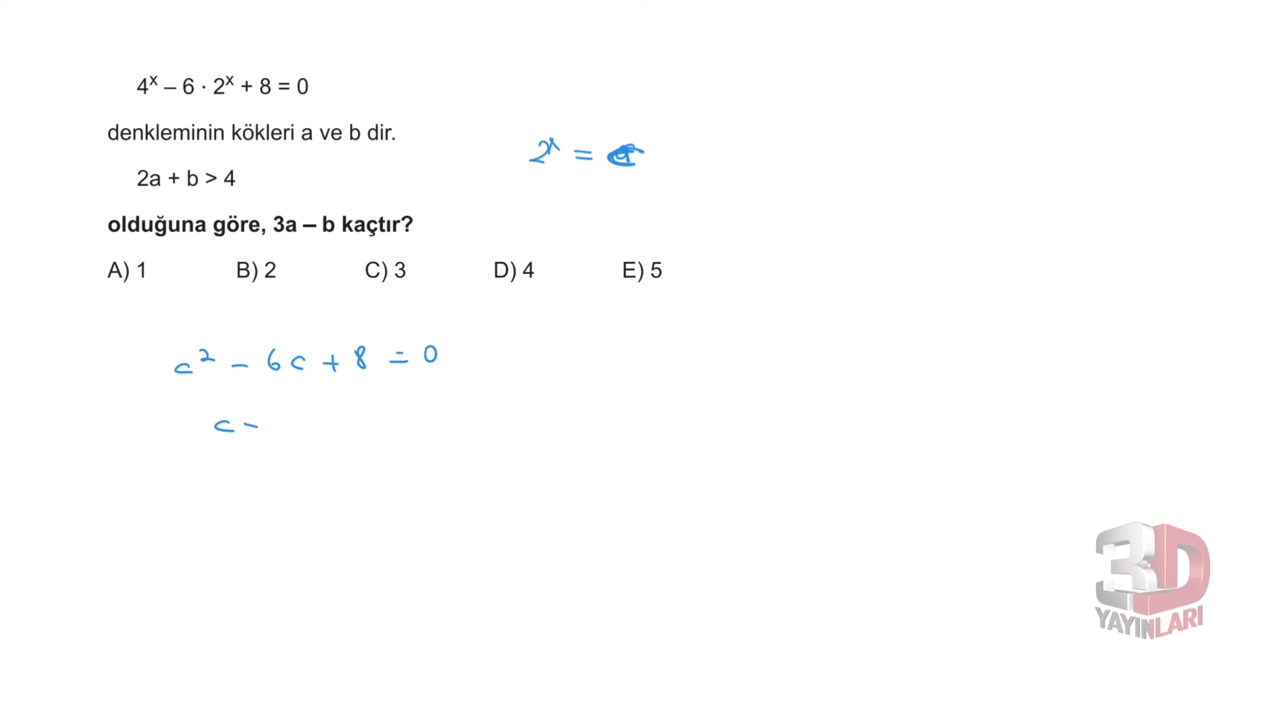 4ˣ – 6 · 2ˣ + 8 = 0
denkleminin kökleri a ve b dir.
2ˣ =
2a + b > 4
olduğuna göre, 3a – b kaçtır?
A) 1 B) 2 C) 3 D) 4 E) 5
c² – 6c + 8 = 0
c –
3D
YAYINLARI